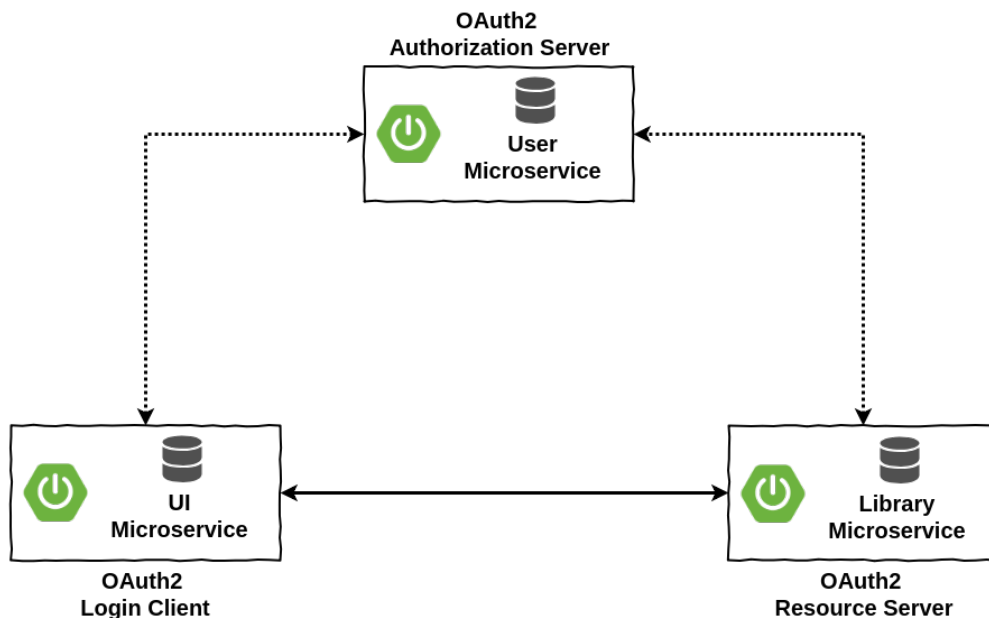 OAuth2
Authorization Server
User
Microservice
UI
Microservice
OAuth2
Login Client
Library
Microservice
OAuth2
Resource Server